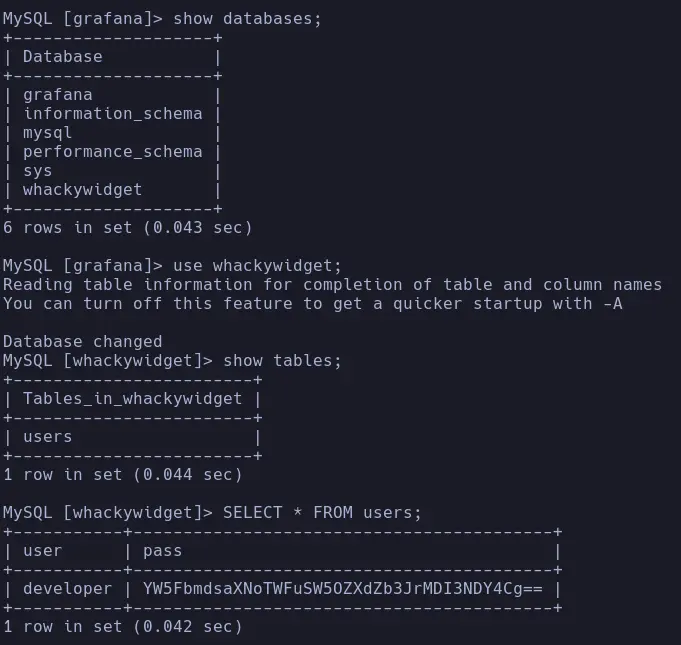 MySQL [grafana]> show databases;
+--------------------+
| Database           |
+--------------------+
| grafana            |
| information_schema |
| mysql              |
| performance_schema |
| sys                |
| whackywidget       |
+--------------------+
6 rows in set (0.043 sec)

MySQL [grafana]> use whackywidget;
Reading table information for completion of table and column names
You can turn off this feature to get a quicker startup with -A

Database changed
MySQL [whackywidget]> show tables;
+------------------------+
| Tables_in_whackywidget |
+------------------------+
| users                  |
+------------------------+
1 row in set (0.044 sec)

MySQL [whackywidget]> SELECT * FROM users;
+-----------+------------------------------------------+
| user      | pass                                     |
+-----------+------------------------------------------+
| developer | YW5FbmdsaXNoTWFuSW5OZXdZb3JrMDI3NDY4Cg== |
+-----------+------------------------------------------+
1 row in set (0.042 sec)